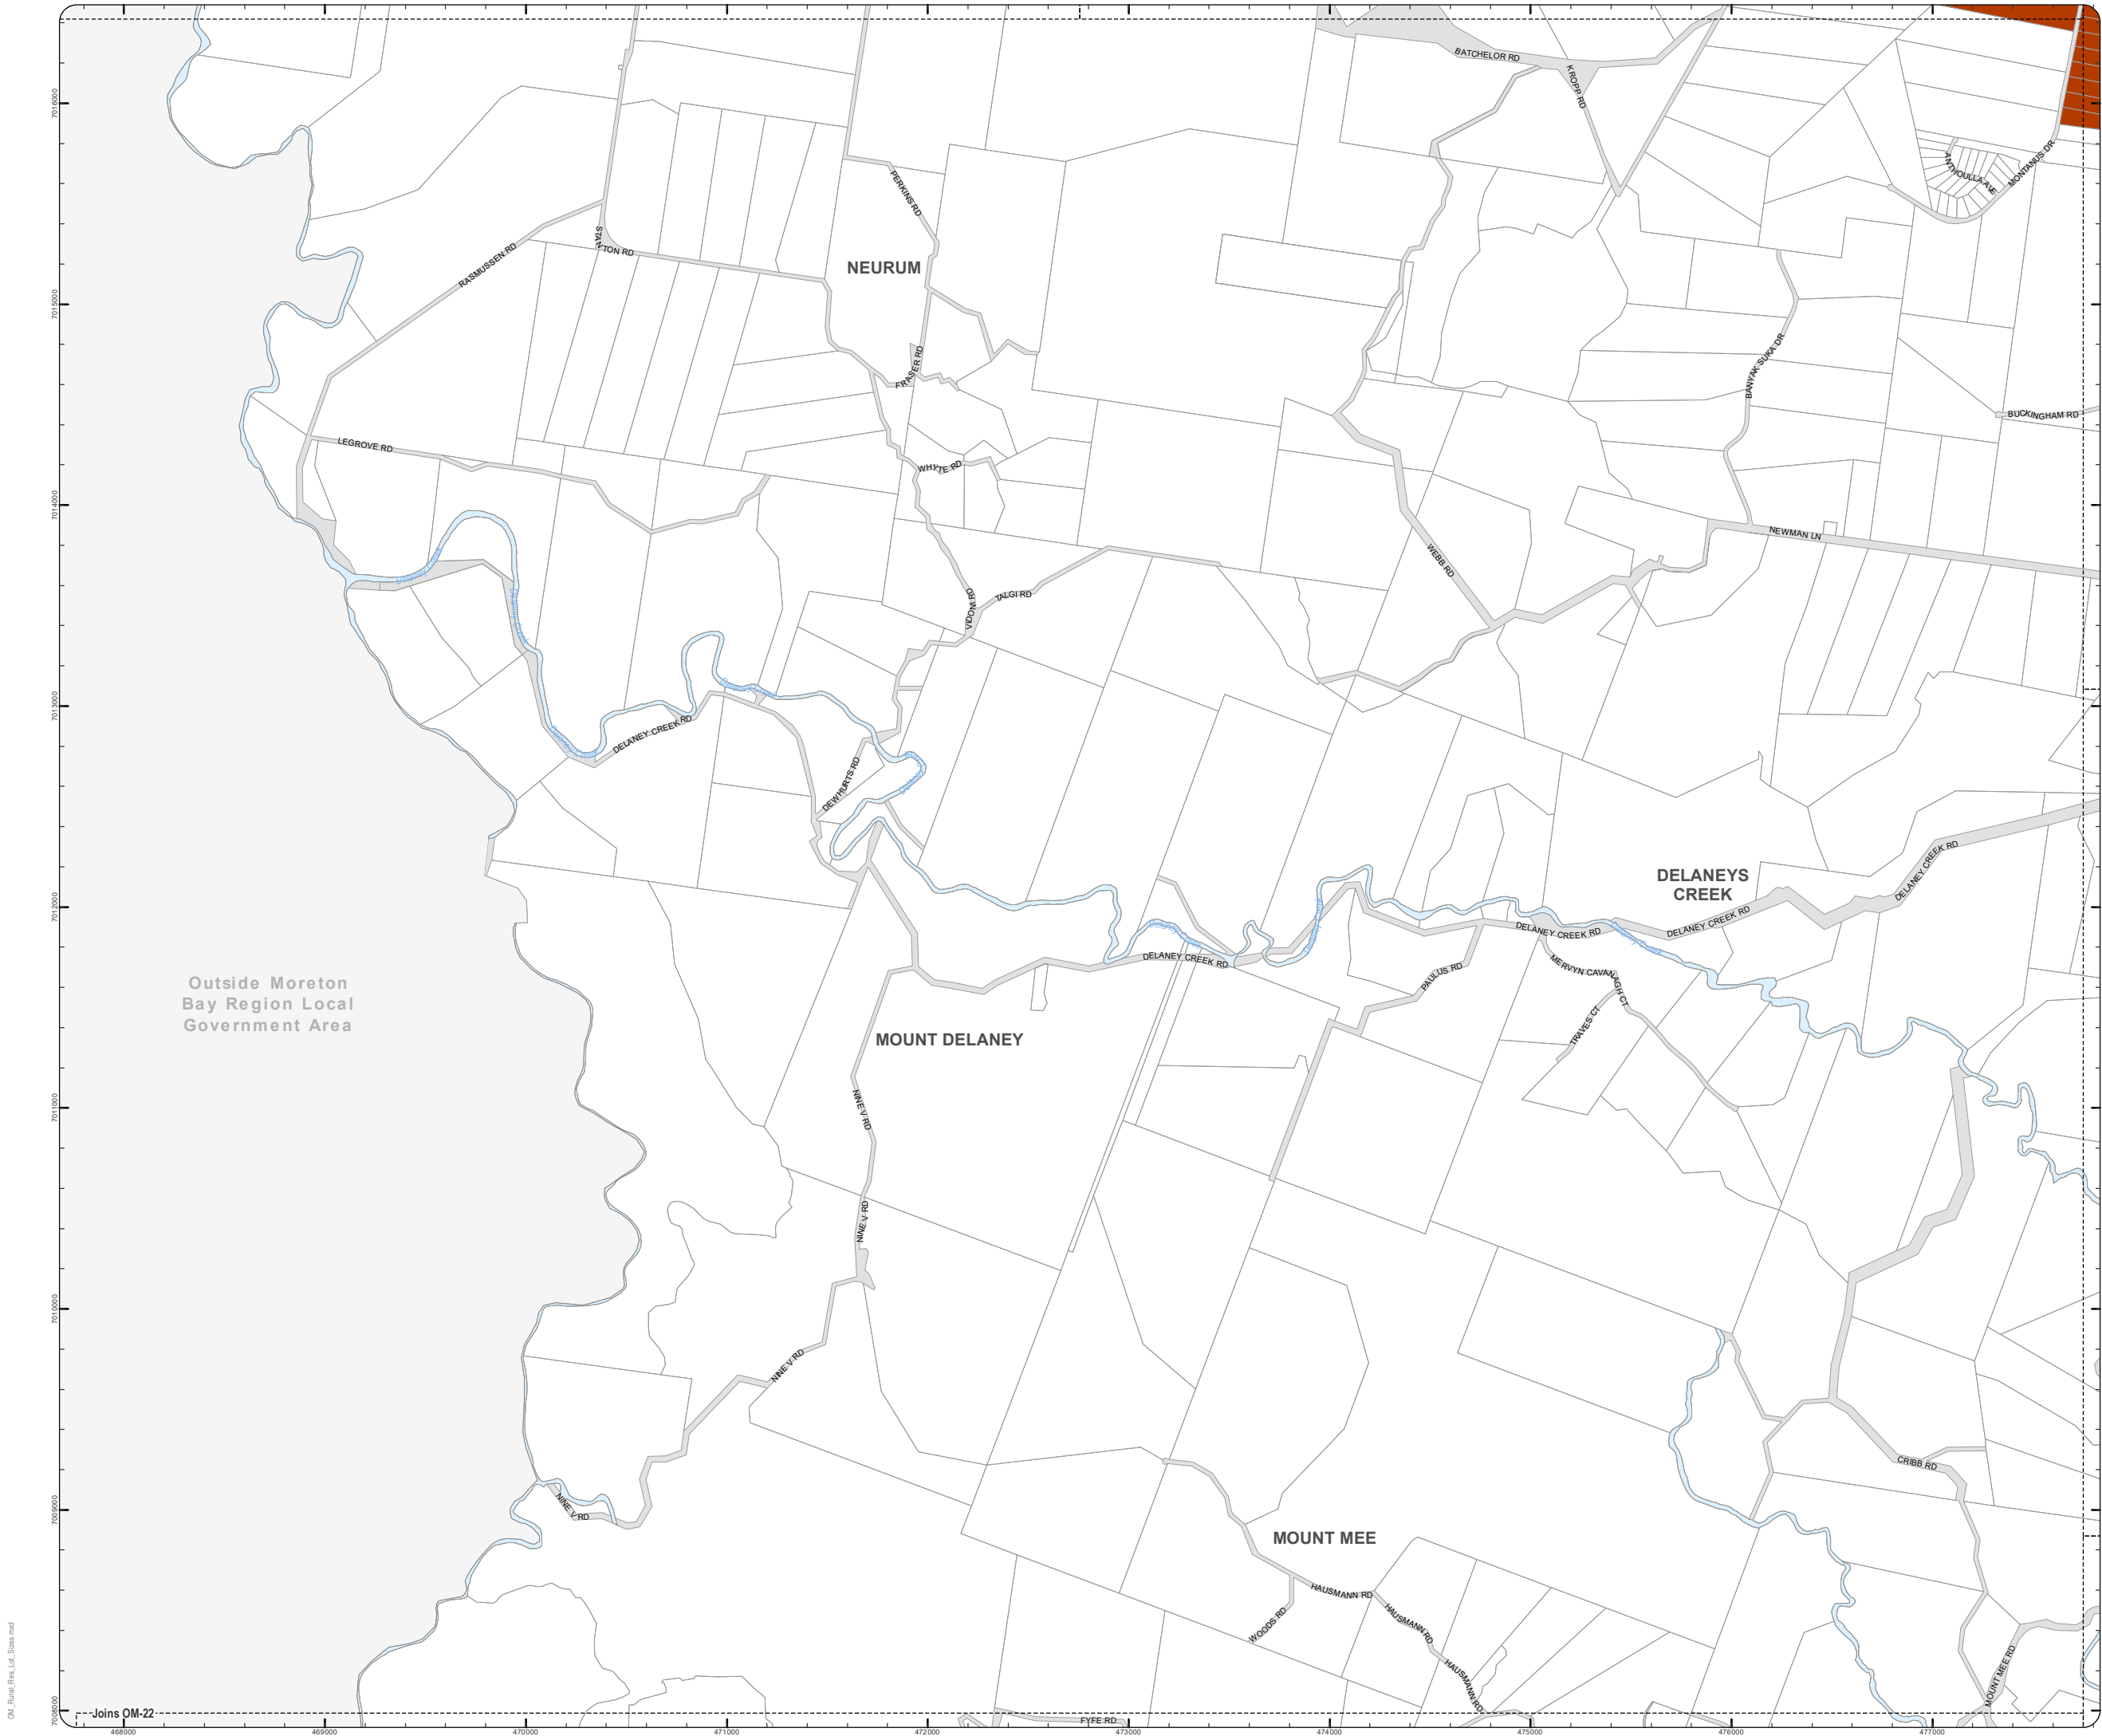 BATCHELOR RD
KROPP RD
7016000
ANTHOULLA AVE
MONTANUS DR
PERKINS RD
STANTON RD
RASMUSSEN RD
NEURUM
7015000
FRASER RD
BANYAK SUKA DR
BUCKINGHAM RD
LEGROVE RD
WHYTE RD
7014000
NEWMAN LN
WEBB RD
TALGI RD
VIDONI RD
7013000
DELANEY CREEK RD
DEWHURTS RD
DELANEYS
CREEK
DELANEY CREEK RD
7012000
DELANEY CREEK RD
DELANEY CREEK RD
DELANEY CREEK RD
PAULUS RD
MERVYN CAVANAGH CT
TRAVES CT
Outside Moreton
Bay Region Local
Government Area
MOUNT DELANEY
7011000
NINE V RD
NINE V RD
7010000
NINE V RD
CRIBB RD
7009000
NINE V RD
MOUNT MEE
HAUSMANN RD
HAUSMANN RD
WOODS RD
HAUSMANN RD
MOUNT MEE RD
OM_Rural_Res_Lot_Sizes.mxd
7008000
Joins OM-22
FYFE RD
468000
469000
470000
471000
472000
473000
474000
475000
476000
477000